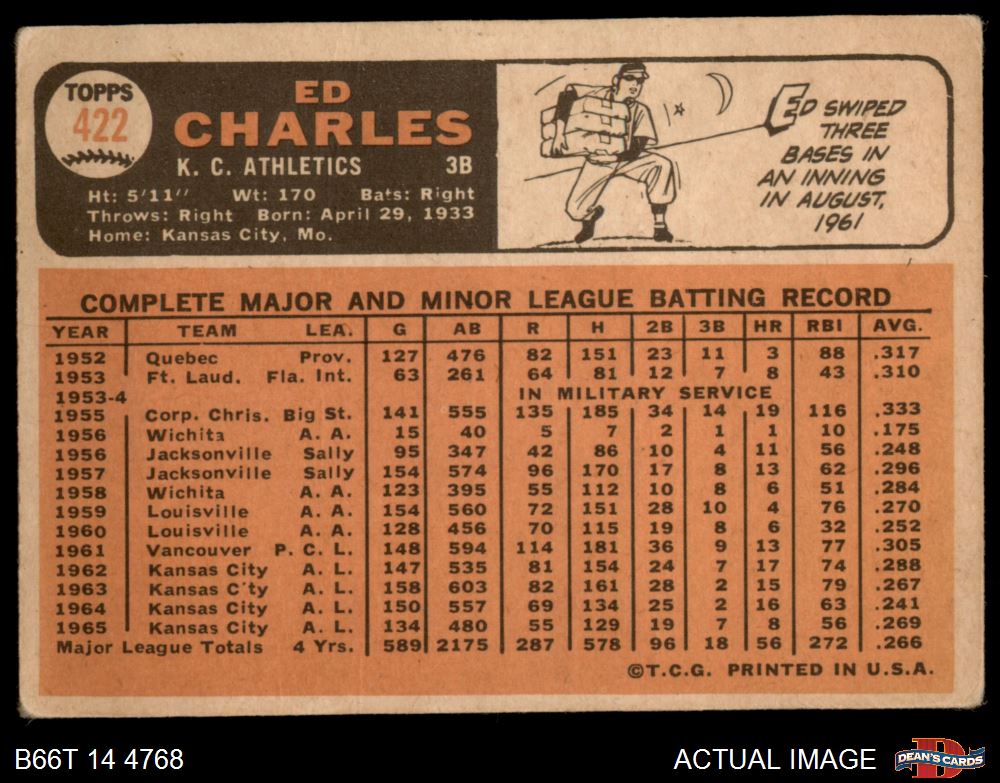 TOPPS
422
ED
CHARLES
K. C. ATHLETICS 3B
Ht: 5'11" Wt: 170 Bats: Right
Throws: Right Born: April 29, 1933
Home: Kansas City, Mo.
ED SWIPED
THREE
BASES IN
AN INNING
IN AUGUST,
1961
COMPLETE MAJOR AND MINOR LEAGUE BATTING RECORD
YEAR TEAM LEA. G AB R H 2B 3B HR RBI AVG.
1952 Quebec Prov. 127 476 82 151 23 11 3 88 .317
1953 Ft. Laud. Fla. Int. 63 261 64 81 12 7 8 43 .310
1953-4 IN MILITARY SERVICE
1955 Corp. Chris. Big St. 141 555 135 185 34 14 19 116 .333
1956 Wichita A. A. 15 40 5 7 2 1 1 10 .175
1956 Jacksonville Sally 95 347 42 86 10 4 11 56 .248
1957 Jacksonville Sally 154 574 96 170 17 8 13 62 .296
1958 Wichita A. A. 123 395 55 112 10 8 6 51 .284
1959 Louisville A. A. 154 560 72 151 28 10 4 76 .270
1960 Louisville A. A. 128 456 70 115 19 8 6 32 .252
1961 Vancouver P. C. L. 148 594 114 181 36 9 13 77 .305
1962 Kansas City A. L. 147 535 81 154 24 7 17 74 .288
1963 Kansas C'ty A. L. 158 603 82 161 28 2 15 79 .267
1964 Kansas City A. L. 150 557 69 134 25 2 16 63 .241
1965 Kansas City A. L. 134 480 55 129 19 7 8 56 .269
Major League Totals 4 Yrs. 589 2175 287 578 96 18 56 272 .266
©T.C.G. PRINTED IN U.S.A.
B66T 14 4768
ACTUAL IMAGE
DEAN'S CARDS